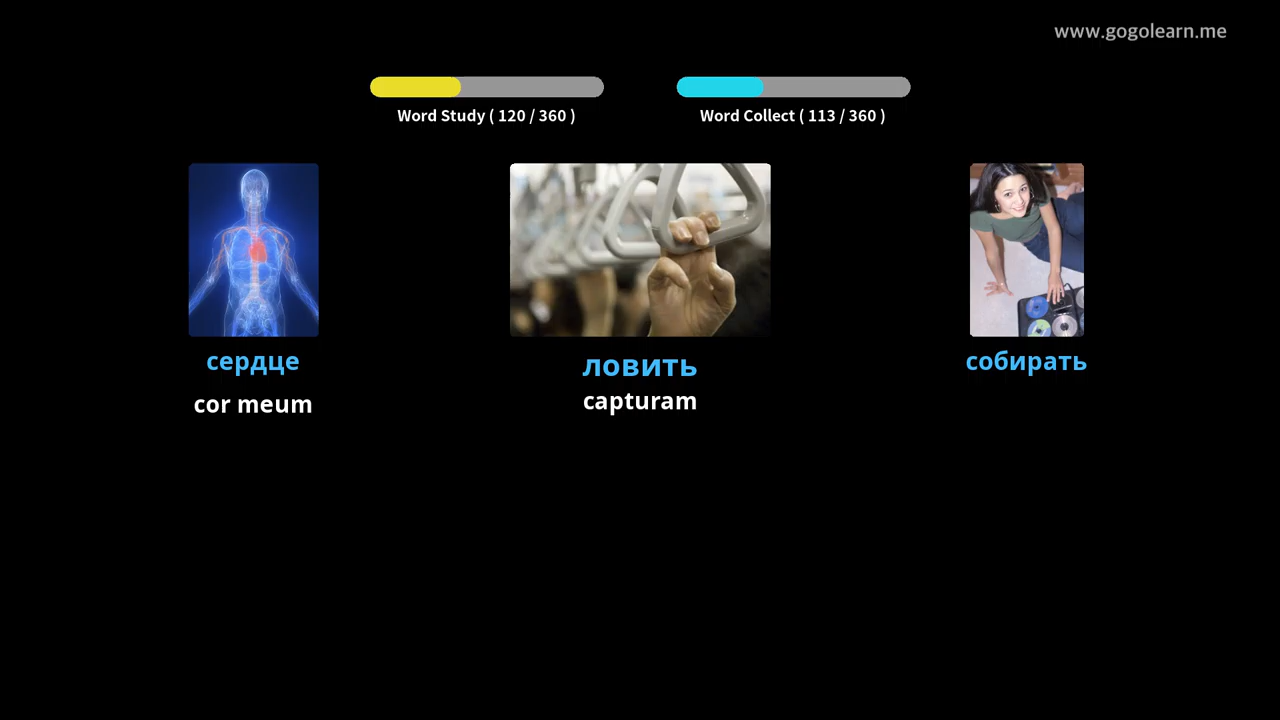 www.gogolearn.me
Word Study ( 120 / 360 )
Word Collect ( 113 / 360 )
сердце
ловить
собирать
cor meum
capturam